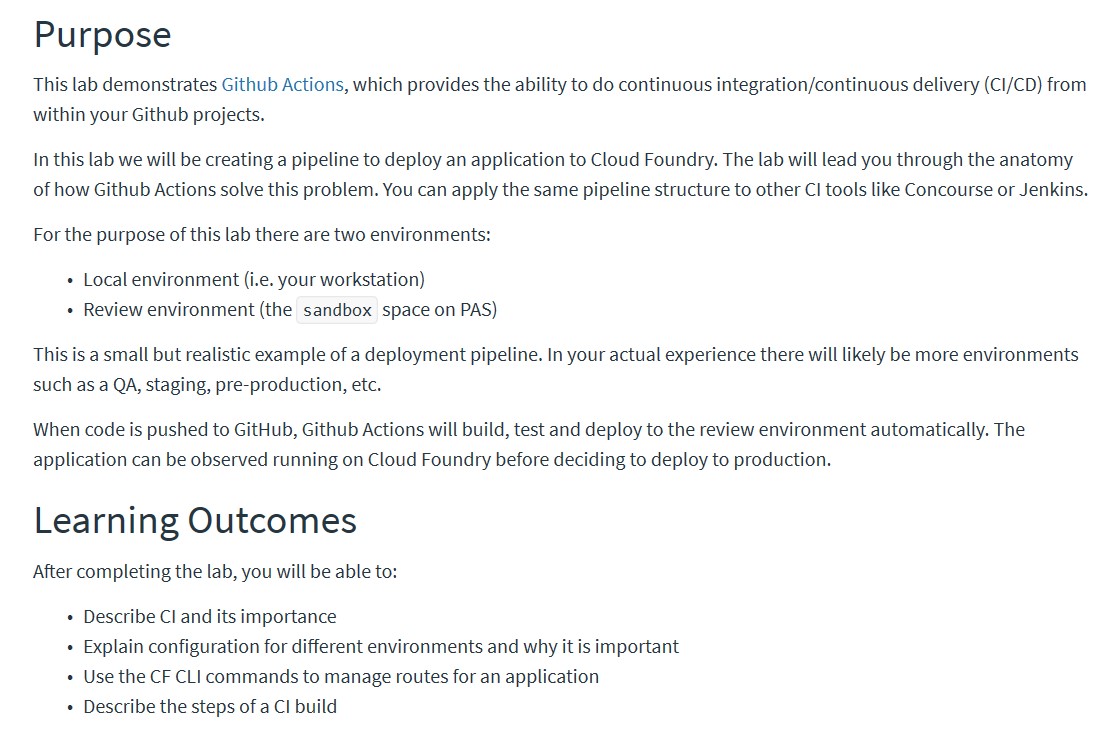 Purpose
This lab demonstrates Github Actions, which provides the ability to do continuous integration/continuous delivery (CI/CD) from
within your Github projects.
In this lab we will be creating a pipeline to deploy an application to Cloud Foundry. The lab will lead you through the anatomy
of how Github Actions solve this problem. You can apply the same pipeline structure to other CI tools like Concourse or Jenkins.
For the purpose of this lab there are two environments:
• Local environment (i.e. your workstation)
• Review environment (the sandbox space on PAS)
This is a small but realistic example of a deployment pipeline. In your actual experience there will likely be more environments
such as a QA, staging, pre-production, etc.
When code is pushed to GitHub, Github Actions will build, test and deploy to the review environment automatically. The
application can be observed running on Cloud Foundry before deciding to deploy to production.
Learning Outcomes
After completing the lab, you will be able to:
• Describe CI and its importance
• Explain configuration for different environments and why it is important
• Use the CF CLI commands to manage routes for an application
• Describe the steps of a CI build